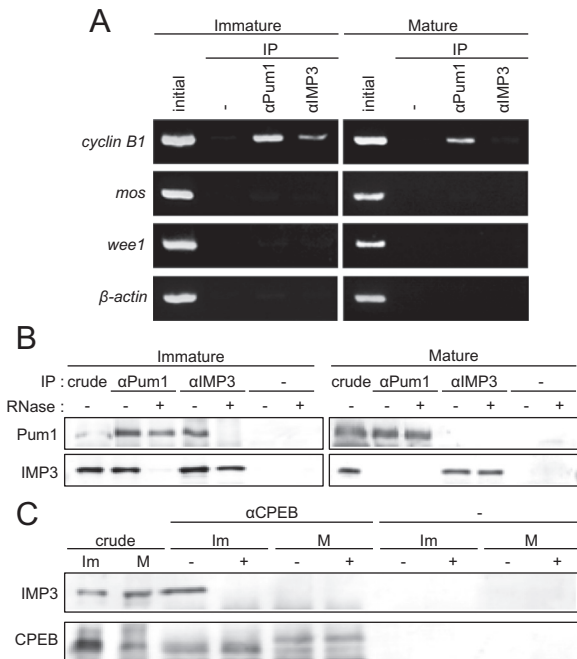 A
Immature Mature
IP IP
initial - αPum1 αIMP3 initial - αPum1 αIMP3
cyclin B1
mos
wee1
β-actin
B
Immature Mature
IP : crude αPum1 αIMP3 - crude αPum1 αIMP3 -
RNase : - - + - + - + - - + - + - +
Pum1
IMP3
C
αCPEB -
crude Im M Im M
Im M - + - + - + - +
IMP3
CPEB